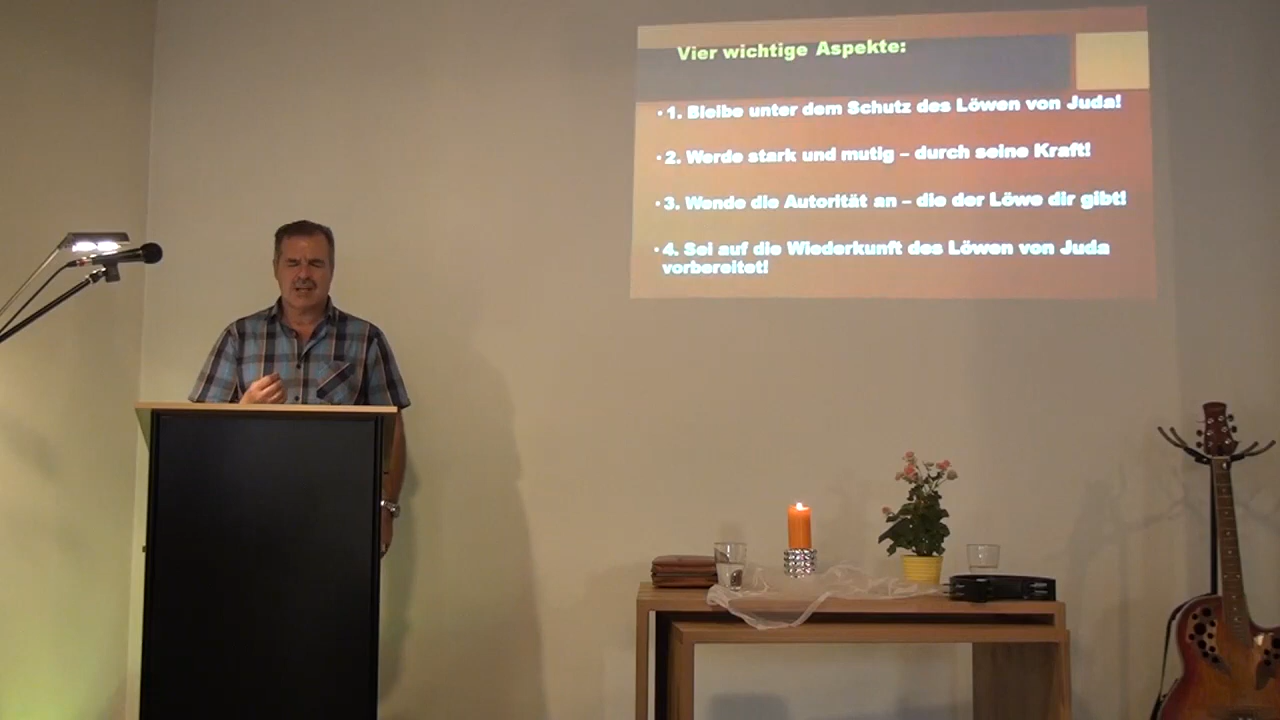 Vier wichtige Aspekte:
• 1. Bleibe unter dem Schutz des Löwen von Juda!
• 2. Werde stark und mutig – durch seine Kraft!
• 3. Wende die Autorität an – die der Löwe dir gibt!
• 4. Sei auf die Wiederkunft des Löwen von Juda
vorbereitet!